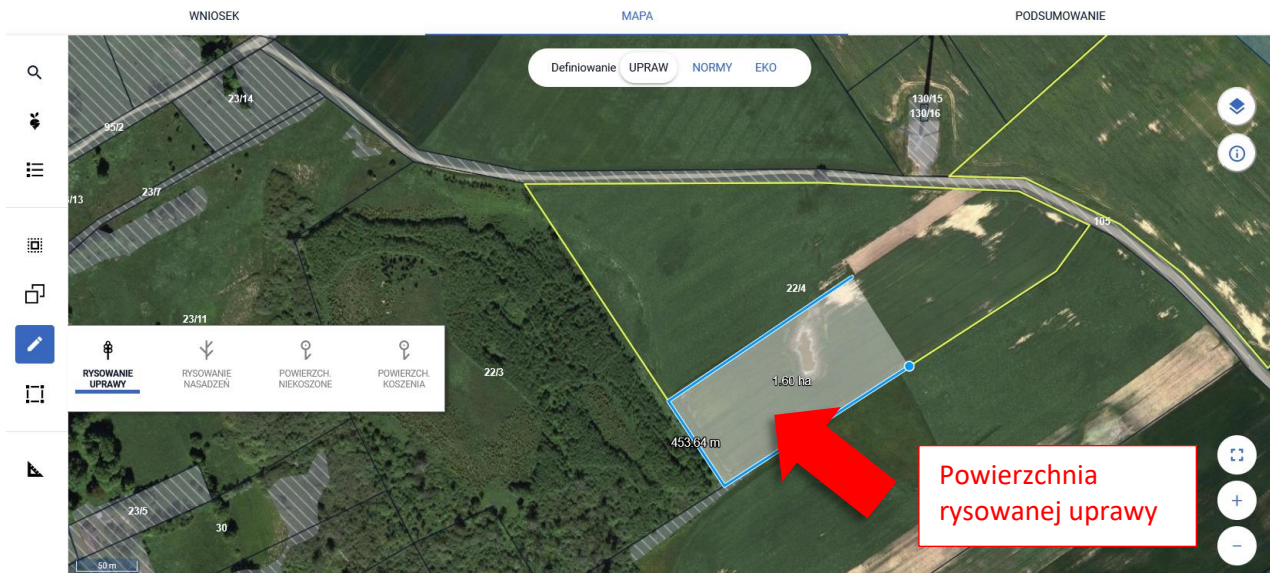 WNIOSEK
MAPA
PODSUMOWANIE
Definiowanie UPRAW NORMY EKO
23/14
95/2
130/15
130/16
23/7
/13
105
22/4
23/11
RYSOWANIE UPRAWY
RYSOWANIE NASADZEŃ
POWIERZCH. NIEKOSZONE
POWIERZCH. KOSZENIA
22/3
1.60 ha
453.64 m
Powierzchnia
rysowanej uprawy
23/5
30
50 m